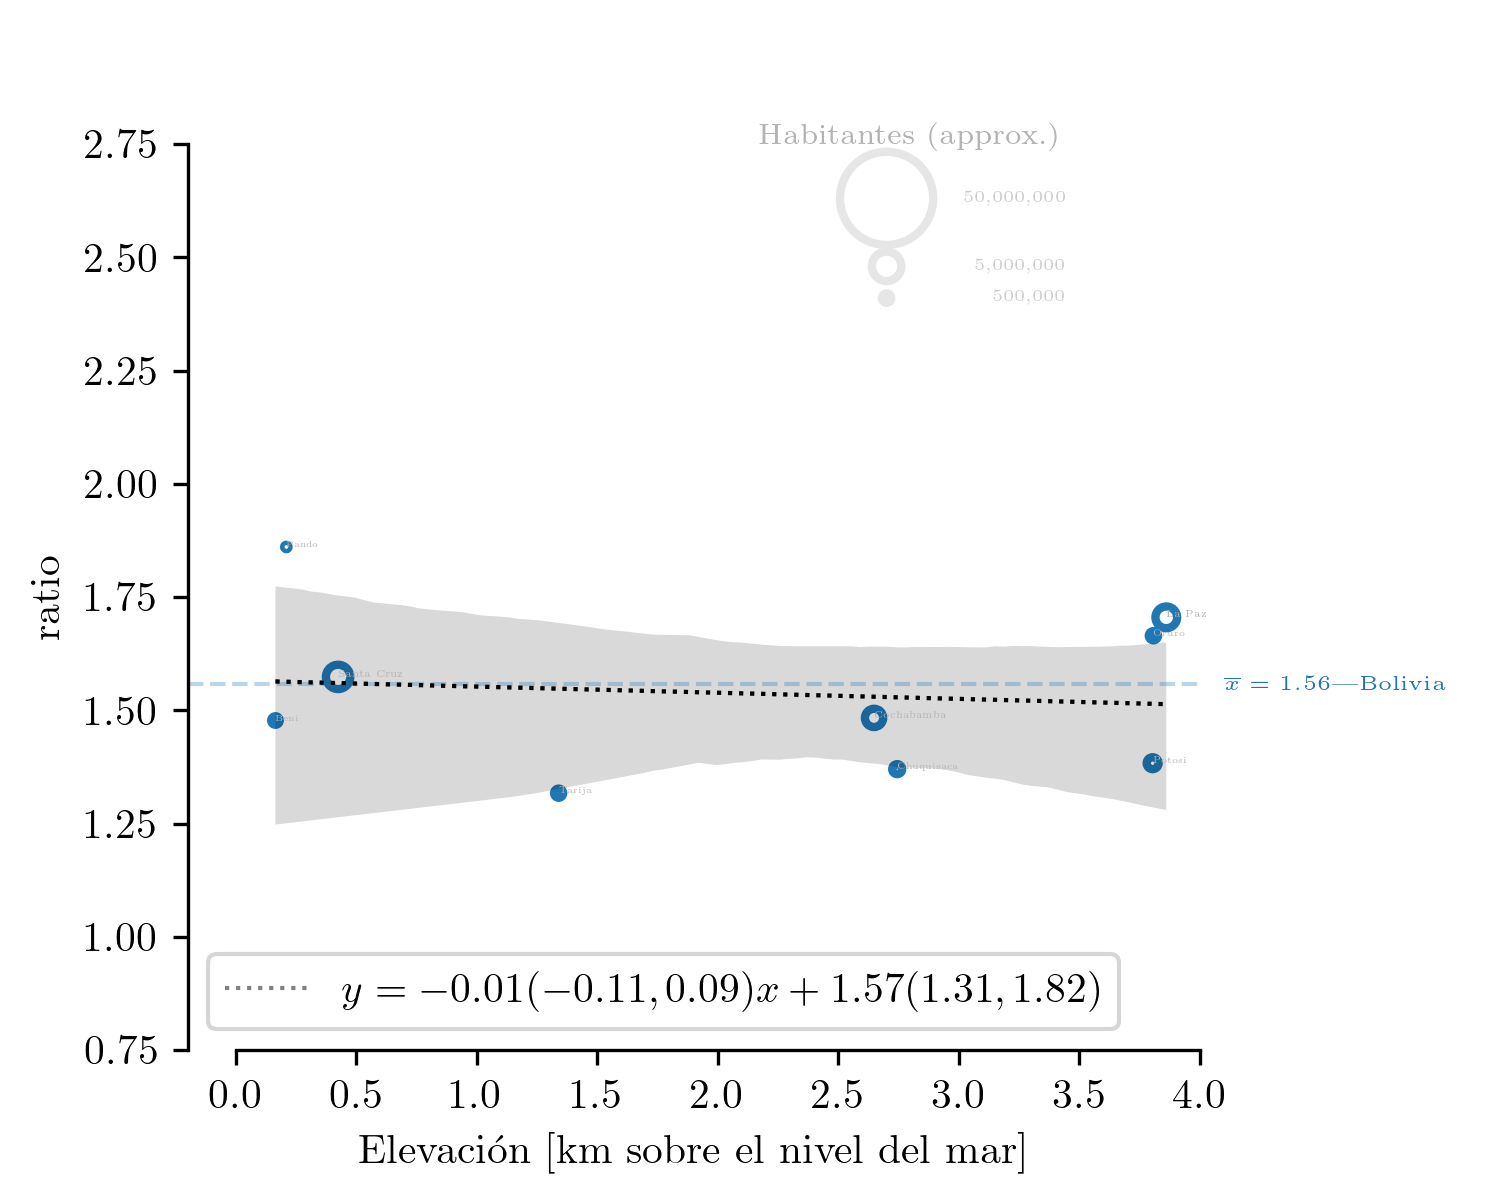 Habitantes (approx.)
50,000,000
5,000,000
500,000
2.75
2.50
2.25
2.00
1.75
1.50
1.25
1.00
0.75
ratio
Pando
La Paz
Oruro
Santa Cruz
x̅ = 1.56—Bolivia
Beni
Cochabamba
Potosi
Chuquizaca
Tarija
y = −0.01(−0.11, 0.09)x + 1.57(1.31, 1.82)
0.0 0.5 1.0 1.5 2.0 2.5 3.0 3.5 4.0
Elevación [km sobre el nivel del mar]